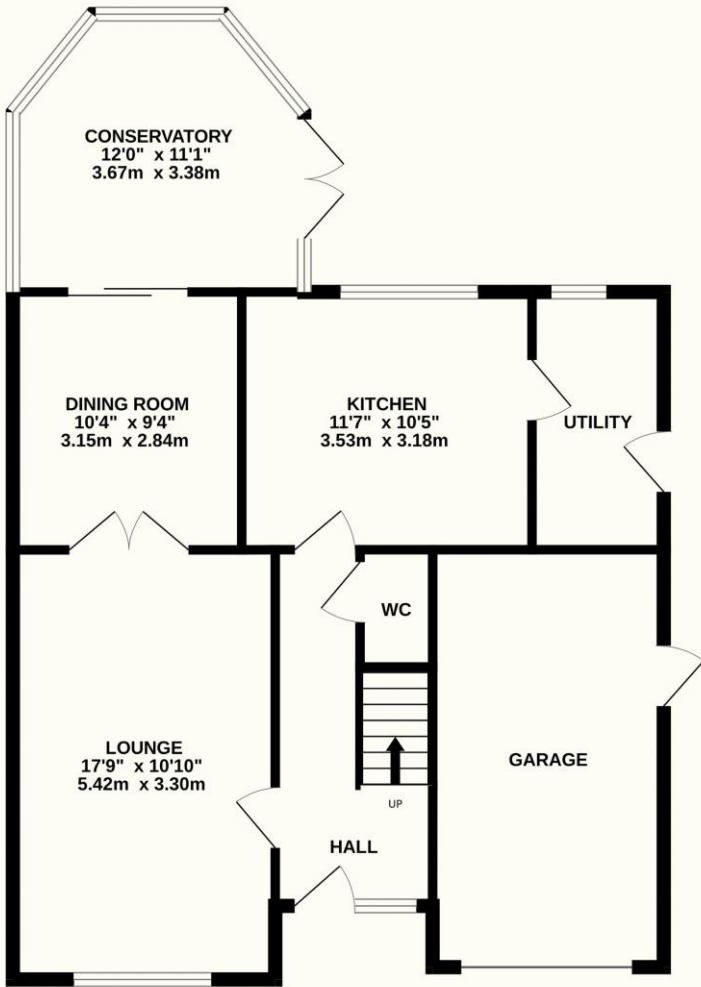 CONSERVATORY
12'0" x 11'1"
3.67m x 3.38m
DINING ROOM
10'4" x 9'4"
3.15m x 2.84m
KITCHEN
11'7" x 10'5"
3.53m x 3.18m
UTILITY
WC
LOUNGE
17'9" x 10'10"
5.42m x 3.30m
GARAGE
UP
HALL